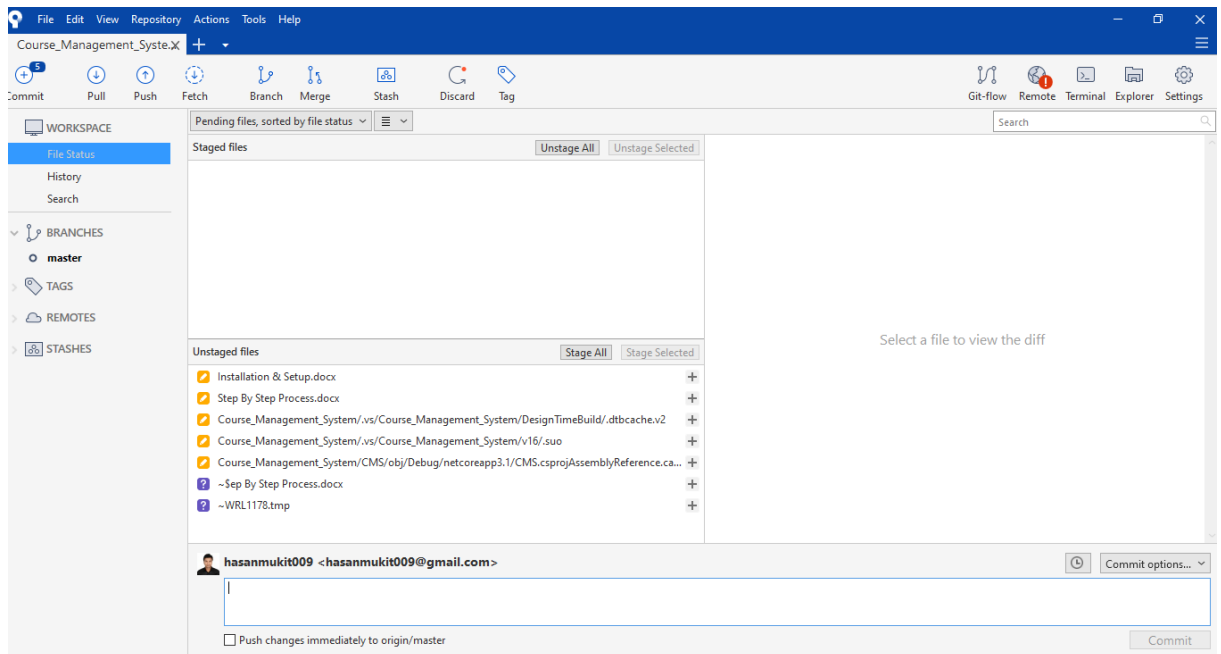 File Edit View Repository Actions Tools Help
Course_Management_Syste.
5
Commit Pull Push Fetch Branch Merge Stash Discard Tag Git-flow Remote Terminal Explorer Settings
WORKSPACE
File Status
History
Search
BRANCHES
master
TAGS
REMOTES
STASHES
Pending files, sorted by file status
Search
Staged files Unstage All Unstage Selected
Select a file to view the diff
Unstaged files Stage All Stage Selected
Installation & Setup.docx
Step By Step Process.docx
Course_Management_System/.vs/Course_Management_System/DesignTimeBuild/.dtbcache.v2
Course_Management_System/.vs/Course_Management_System/v16/.suo
Course_Management_System/CMS/obj/Debug/netcoreapp3.1/CMS.csprojAssemblyReference.ca...
~$ep By Step Process.docx
~WRL1178.tmp
hasanmukit009 <hasanmukit009@gmail.com>
Commit options...
Push changes immediately to origin/master
Commit